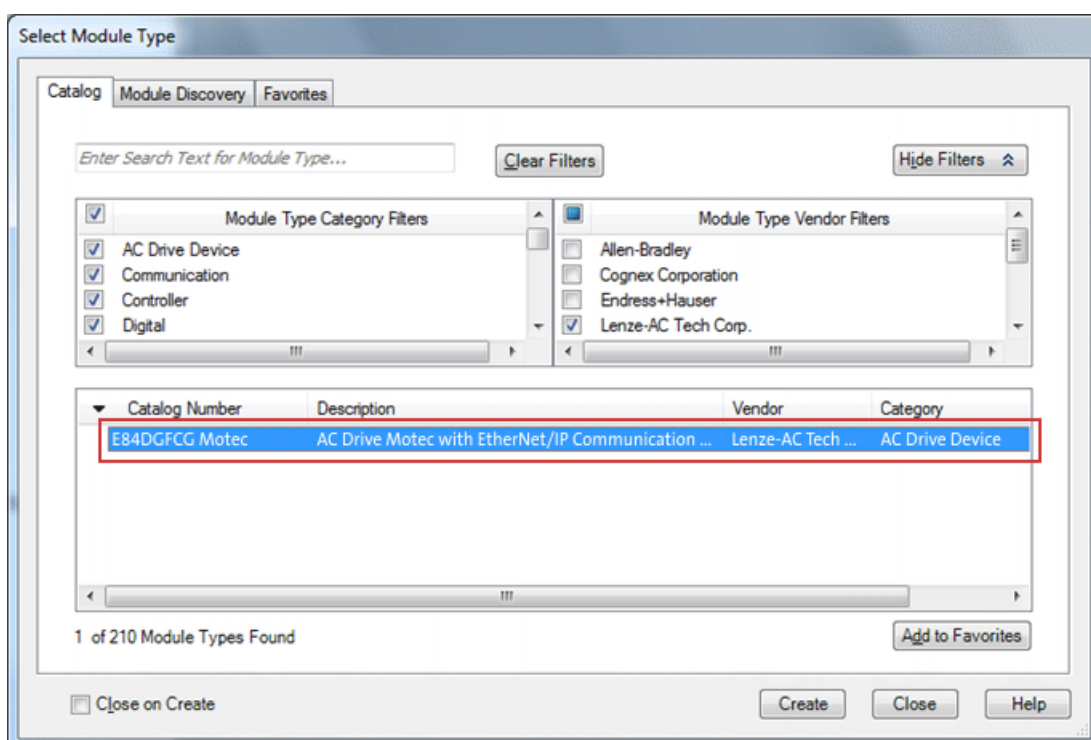 Select Module Type
Catalog Module Discovery Favorites
Enter Search Text for Module Type... Clear Filters Hide Filters
Module Type Category Filters Module Type Vendor Filters
AC Drive Device Allen-Bradley
Communication Cognex Corporation
Controller Endress+Hauser
Digital Lenze-AC Tech Corp.
Catalog Number Description Vendor Category
E84DGFCG Motec AC Drive Motec with EtherNet/IP Communication ... Lenze-AC Tech ... AC Drive Device
1 of 210 Module Types Found Add to Favorites
Close on Create Create Close Help